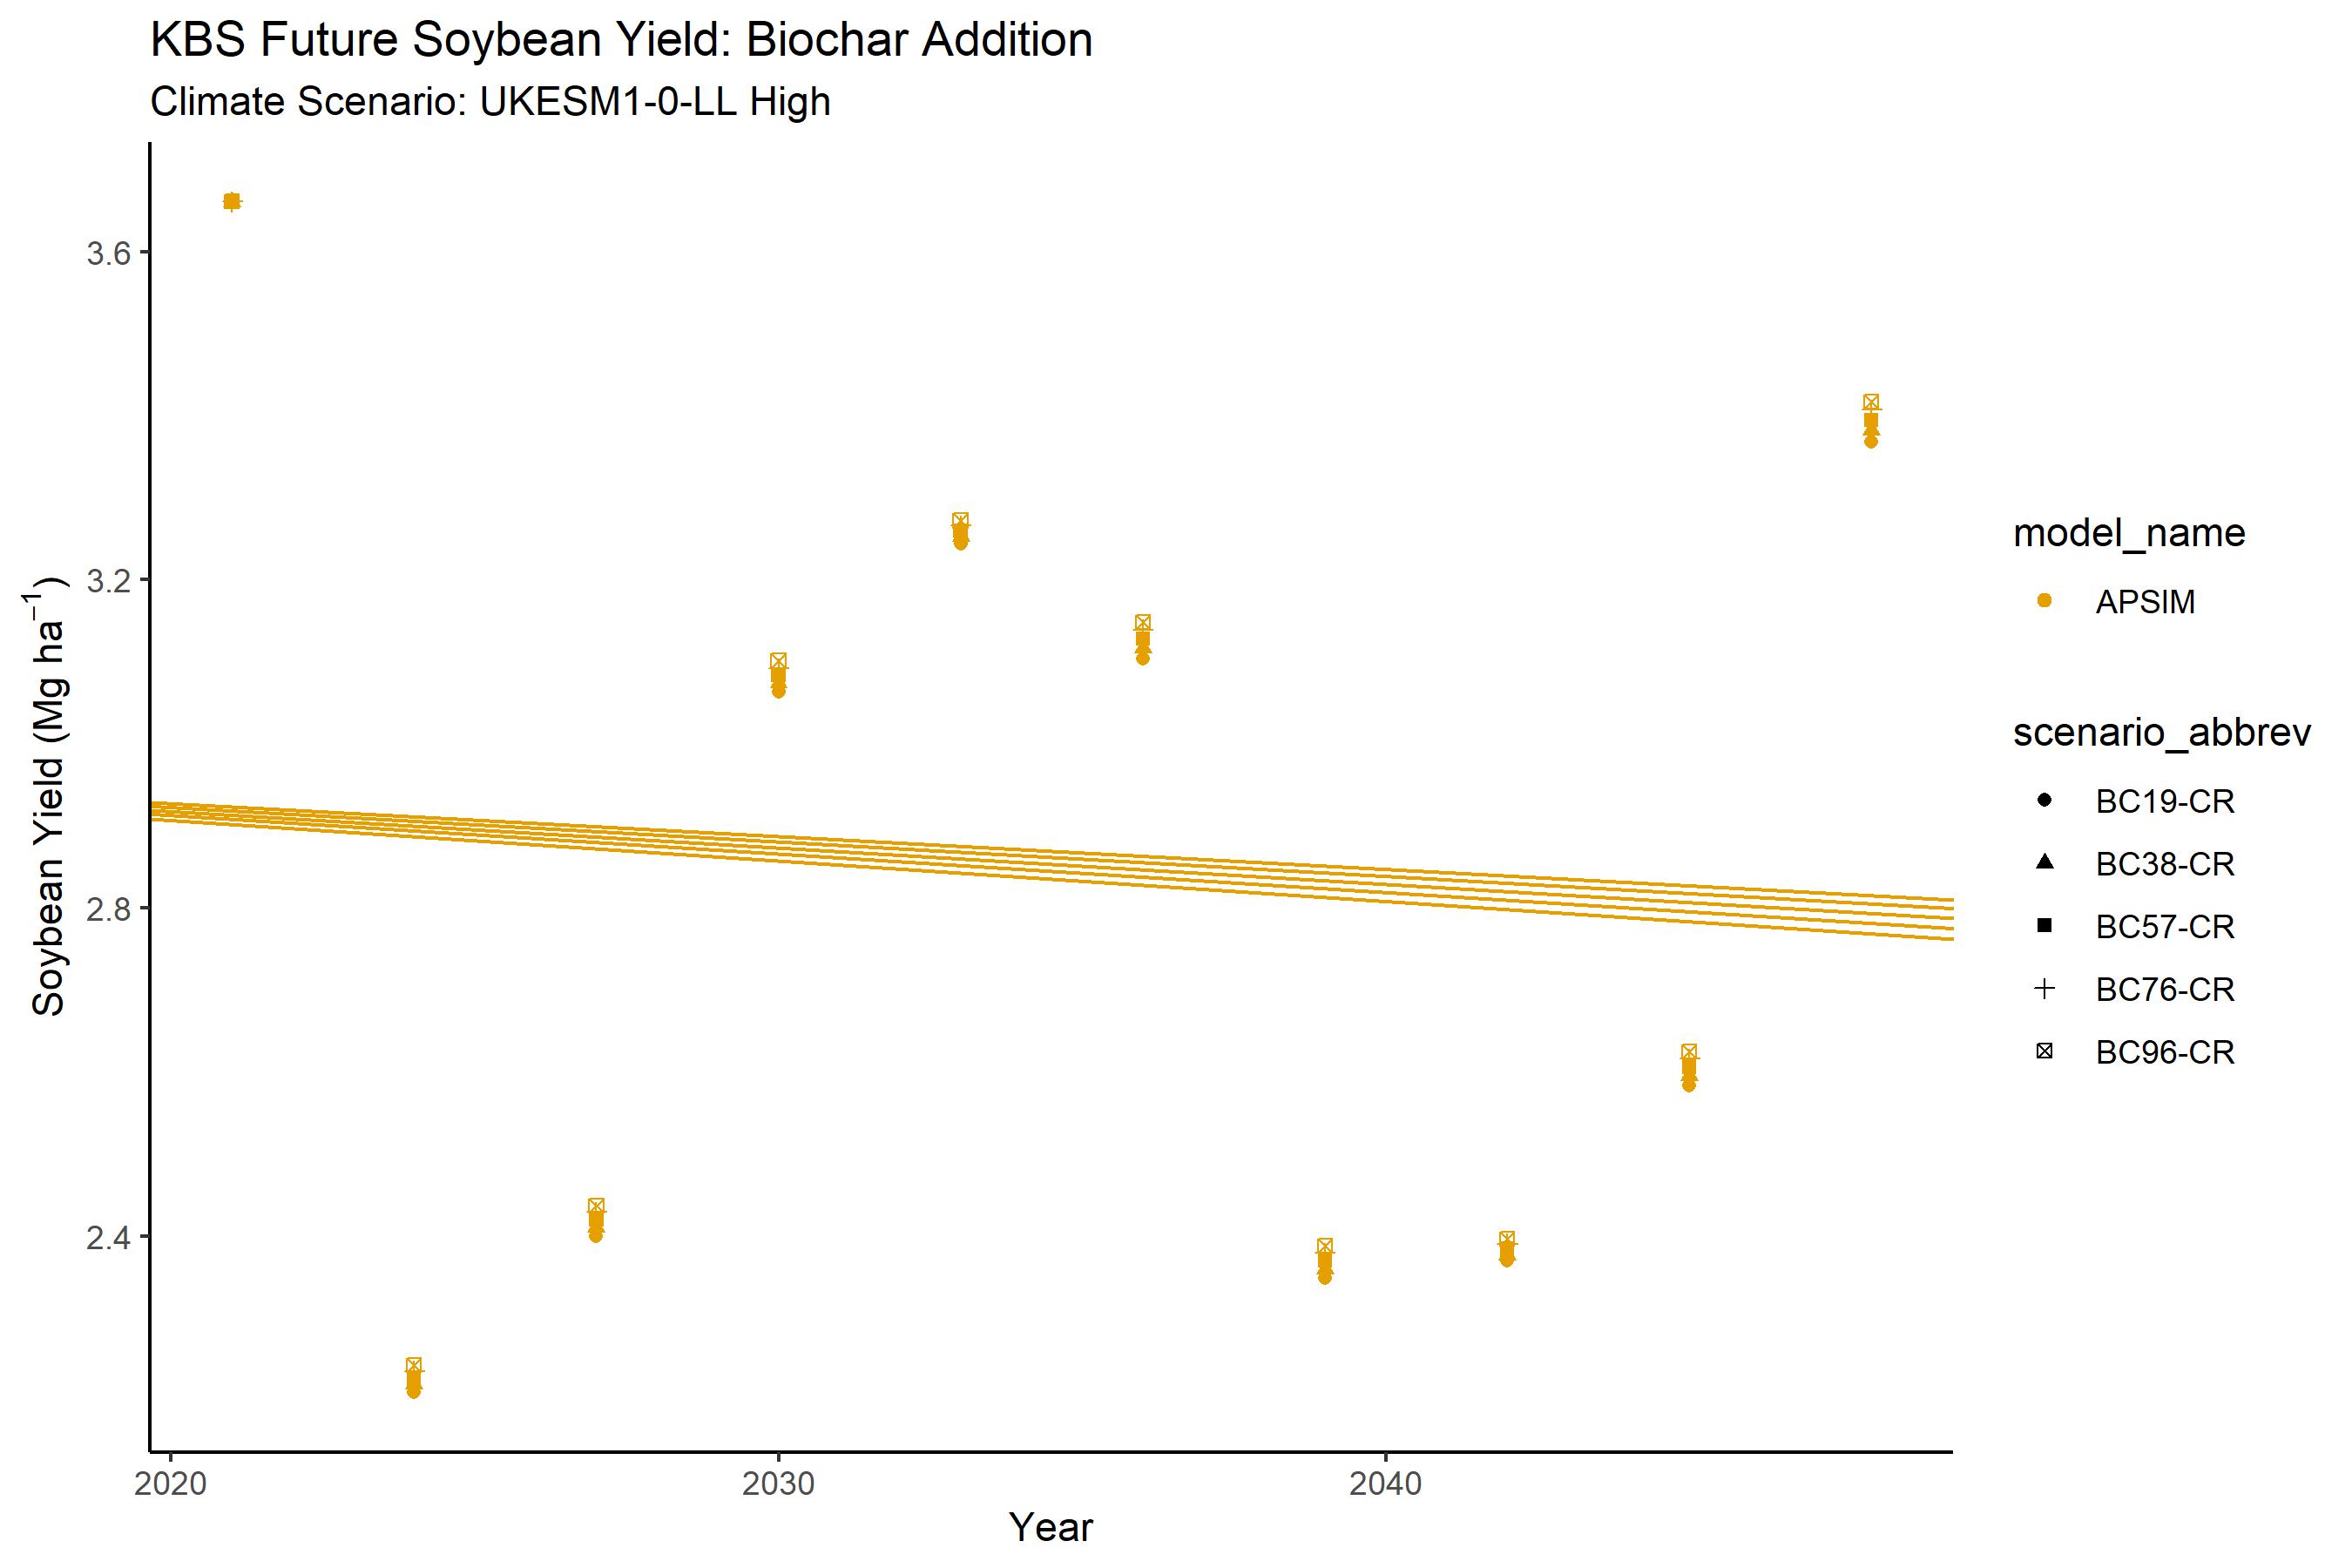 KBS Future Soybean Yield: Biochar Addition
Climate Scenario: UKESM1-0-LL High
Soybean Yield (Mg ha⁻¹)
3.6
3.2
2.8
2.4
2020
2030
2040
Year
model_name
APSIM
scenario_abbrev
BC19-CR
BC38-CR
BC57-CR
BC76-CR
BC96-CR